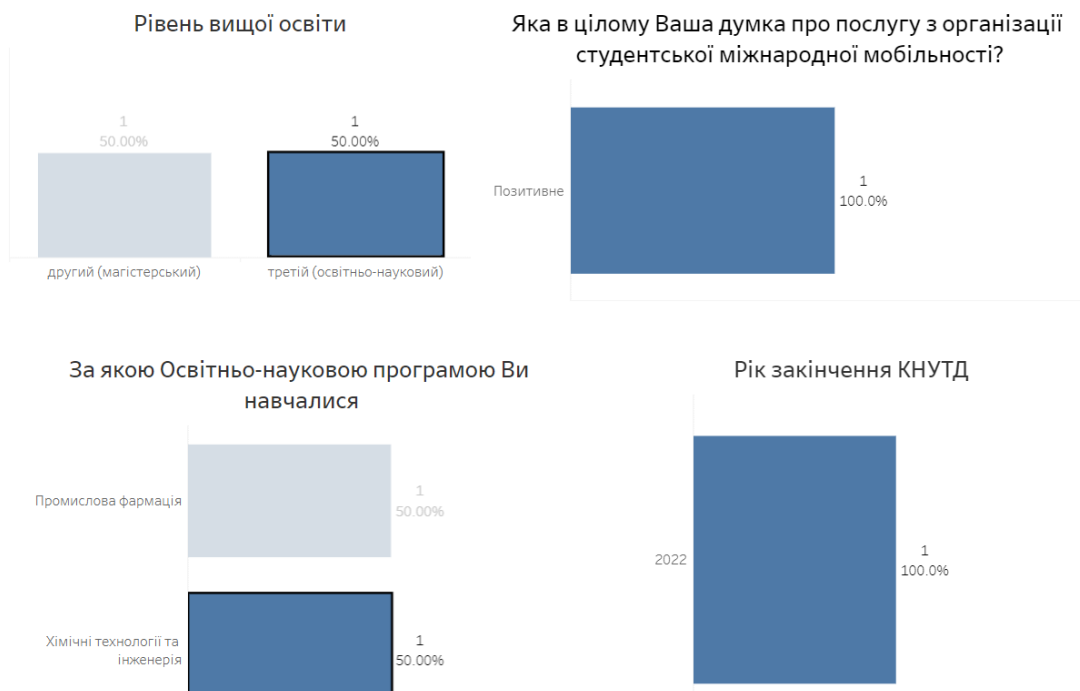 Рівень вищої освіти
1
50.00%
1
50.00%
другий (магістерський)
третій (освітньо-науковий)
Яка в цілому Ваша думка про послугу з організації
студентської міжнародної мобільності?
Позитивне
1
100.0%
За якою Освітньо-науковою програмою Ви
навчалися
Промислова фармація
1
50.00%
Хімічні технології та
інженерія
1
50.00%
Рік закінчення КНУТД
2022
1
100.0%